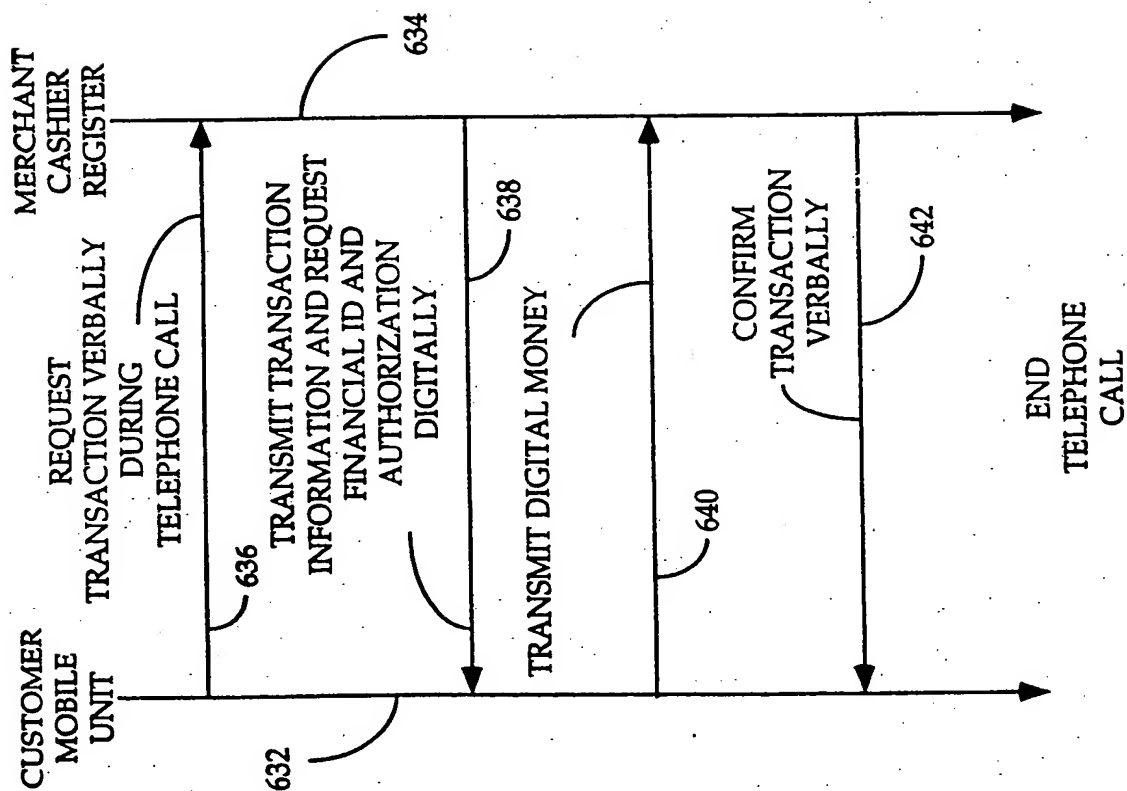 CUSTOMER
MOBILE
UNIT
MERCHANT
CASHIER
REGISTER
632
634
REQUEST
TRANSACTION VERBALLY
DURING
TELEPHONE CALL
636
TRANSMIT TRANSACTION
INFORMATION AND REQUEST
FINANCIAL ID AND
AUTHORIZATION
DIGITALLY
638
TRANSMIT DIGITAL MONEY
640
CONFIRM
TRANSACTION
VERBALLY
642
END
TELEPHONE
CALL